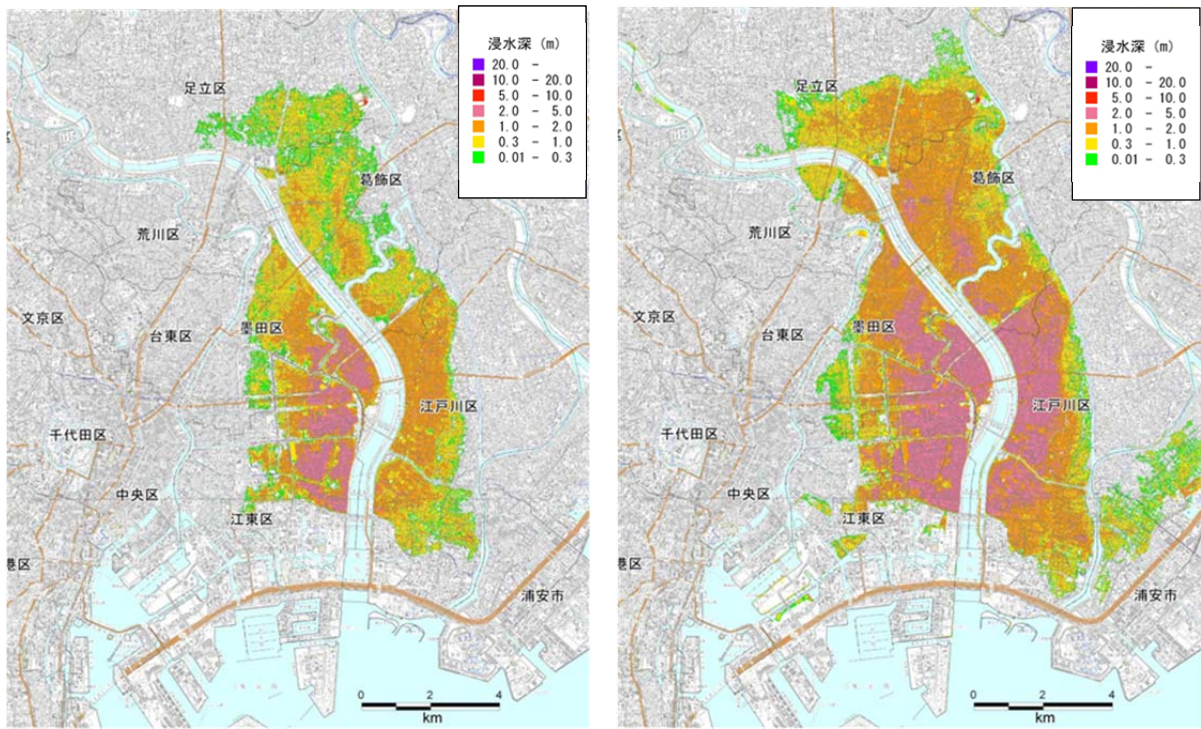 浸水深 (m)
20.0 -
10.0 - 20.0
5.0 - 10.0
2.0 - 5.0
1.0 - 2.0
0.3 - 1.0
0.01 - 0.3
足立区
葛飾区
荒川区
文京区
台東区
墨田区
江戸川区
千代田区
中央区
江東区
港区
浦安市
0 2 4
km
浸水深 (m)
20.0 -
10.0 - 20.0
5.0 - 10.0
2.0 - 5.0
1.0 - 2.0
0.3 - 1.0
0.01 - 0.3
足立区
区
葛飾区
荒川区
文京区
台東区
墨田区
江戸川区
千代田区
中央区
江東区
港区
浦安市
0 2 4
km